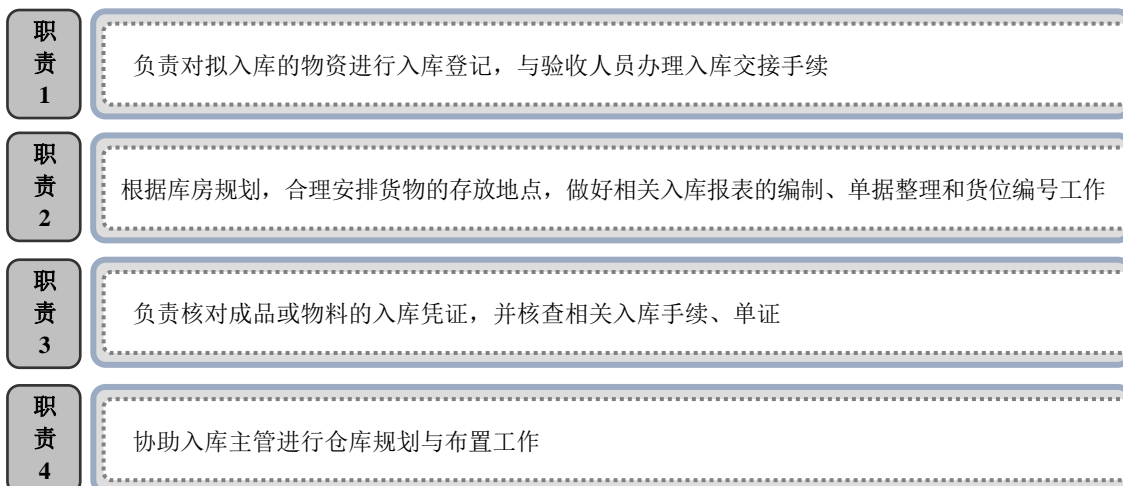 职
责
1
负责对拟入库的物资进行入库登记，与验收人员办理入库交接手续
职
责
2
根据库房规划，合理安排货物的存放地点，做好相关入库报表的编制、单据整理和货位编号工作
职
责
3
负责核对成品或物料的入库凭证，并核查相关入库手续、单证
职
责
4
协助入库主管进行仓库规划与布置工作